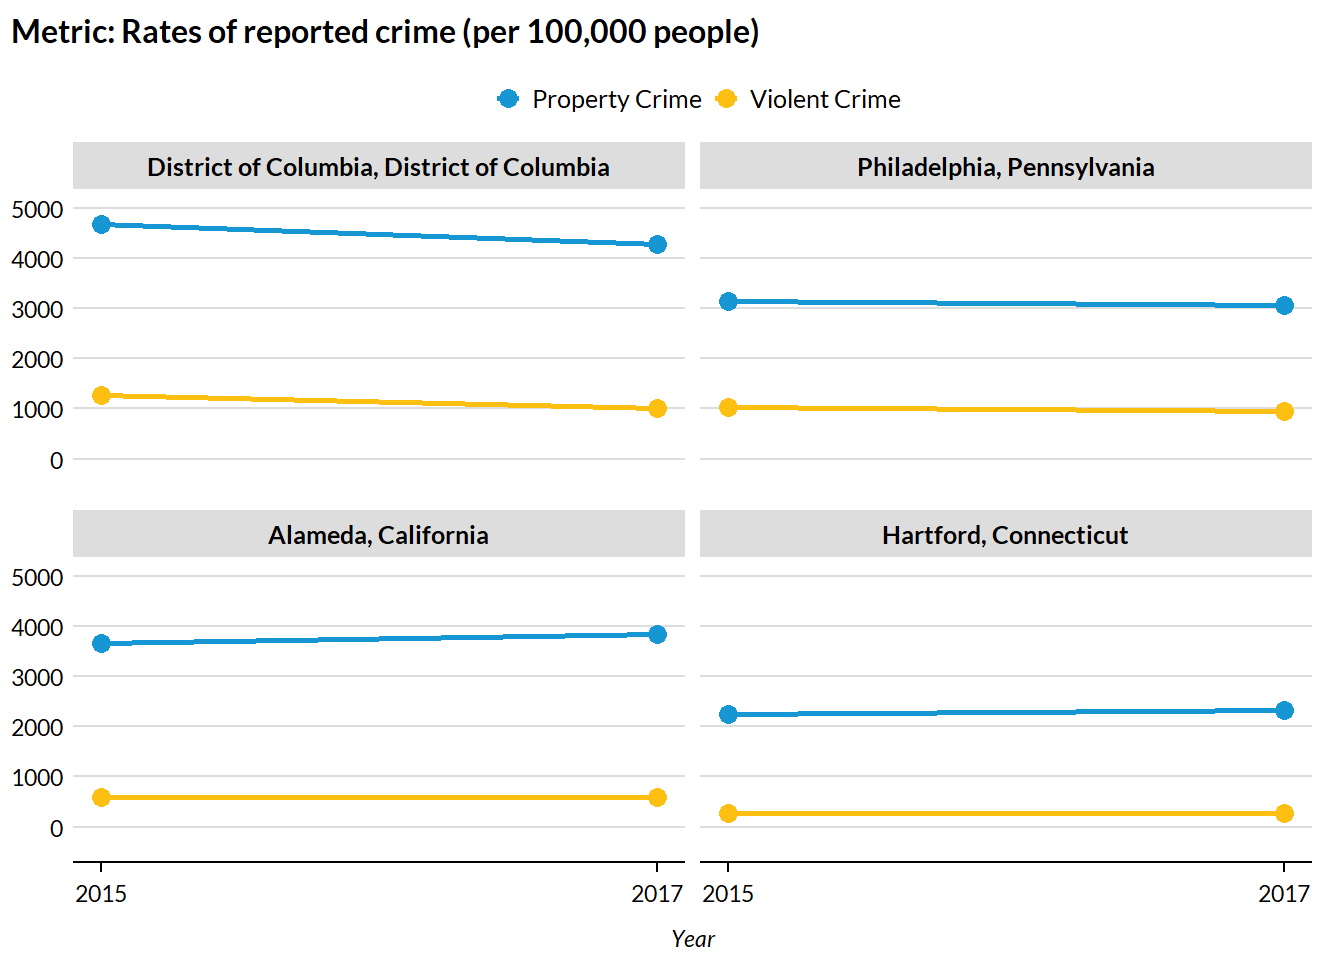 Metric: Rates of reported crime (per 100,000 people)
Property Crime Violent Crime
District of Columbia, District of Columbia
Philadelphia, Pennsylvania
5000
4000
3000
2000
1000
0
Alameda, California
Hartford, Connecticut
5000
4000
3000
2000
1000
0
2015 2017 2015 2017
Year